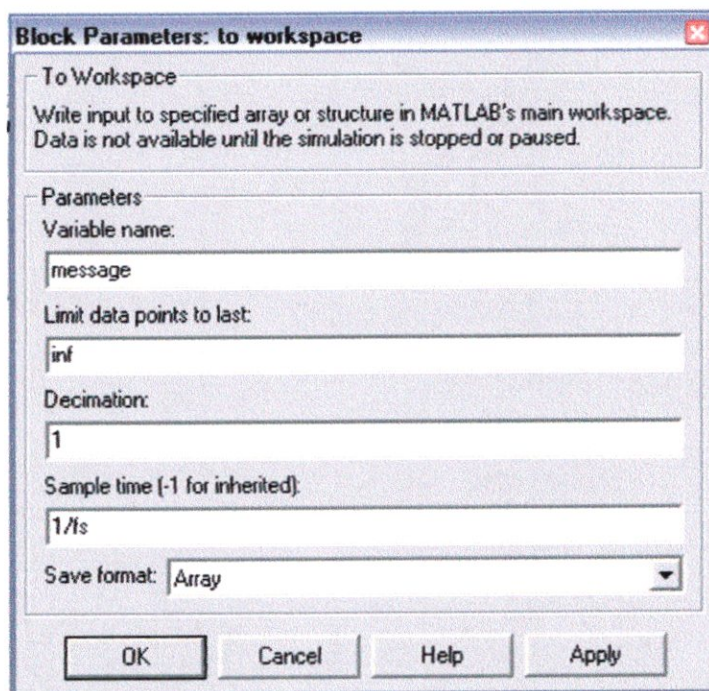 Block Parameters: to workspace
To Workspace
Write input to specified array or structure in MATLAB's main workspace.
Data is not available until the simulation is stopped or paused.
Parameters
Variable name:
message
Limit data points to last:
inf
Decimation:
1
Sample time (-1 for inherited):
1/fs
Save format: Array
OK Cancel Help Apply